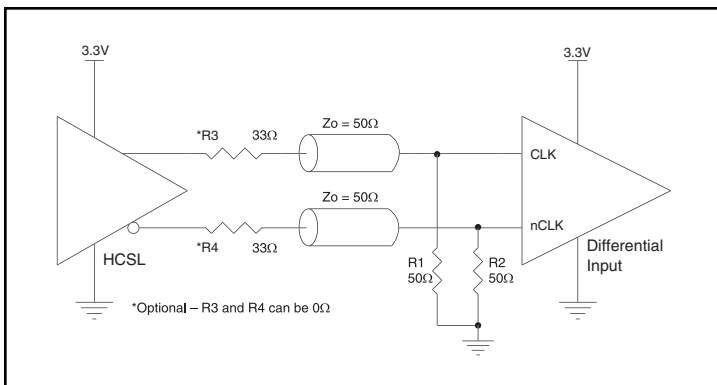 3.3V
3.3V
*R3 33Ω
Zo = 50Ω
CLK
Zo = 50Ω
nCLK
HCSL
*R4 33Ω
R1
50Ω
R2
50Ω
Differential
Input
*Optional – R3 and R4 can be 0Ω